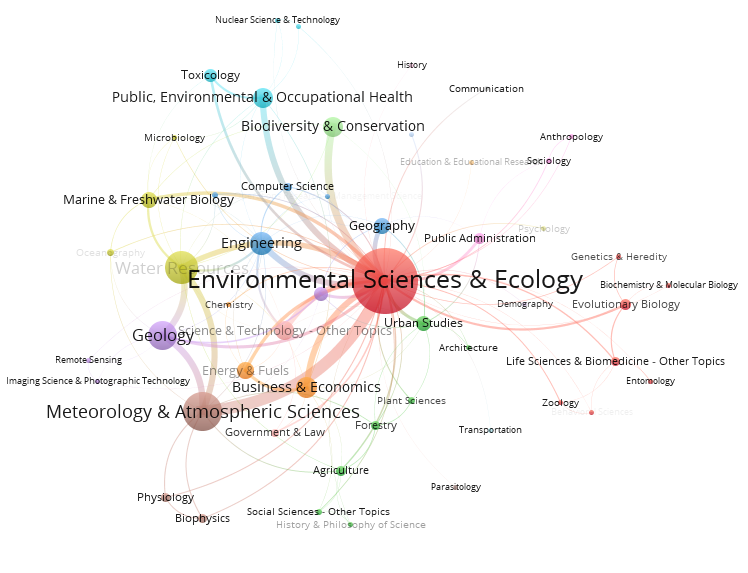 Nuclear Science & Technology
History
Toxicology
Communication
Public, Environmental & Occupational Health
Biodiversity & Conservation
Microbiology
Anthropology
Education & Educational Research
Sociology
Computer Science
Marine & Freshwater Biology
Geography
Psychology
Public Administration
Engineering
Oceanography
Genetics & Heredity
Water Resources
Environmental Sciences & Ecology
Biochemistry & Molecular Biology
Chemistry
Demography
Evolutionary Biology
Urban Studies
Science & Technology - Other Topics
Geology
Architecture
Remote Sensing
Life Sciences & Biomedicine - Other Topics
Energy & Fuels
Imaging Science & Photographic Technology
Entomology
Business & Economics
Plant Sciences
Zoology
Meteorology & Atmospheric Sciences
Behavioral Sciences
Forestry
Government & Law
Transportation
Agriculture
Parasitology
Physiology
Social Sciences - Other Topics
Biophysics
History & Philosophy of Science